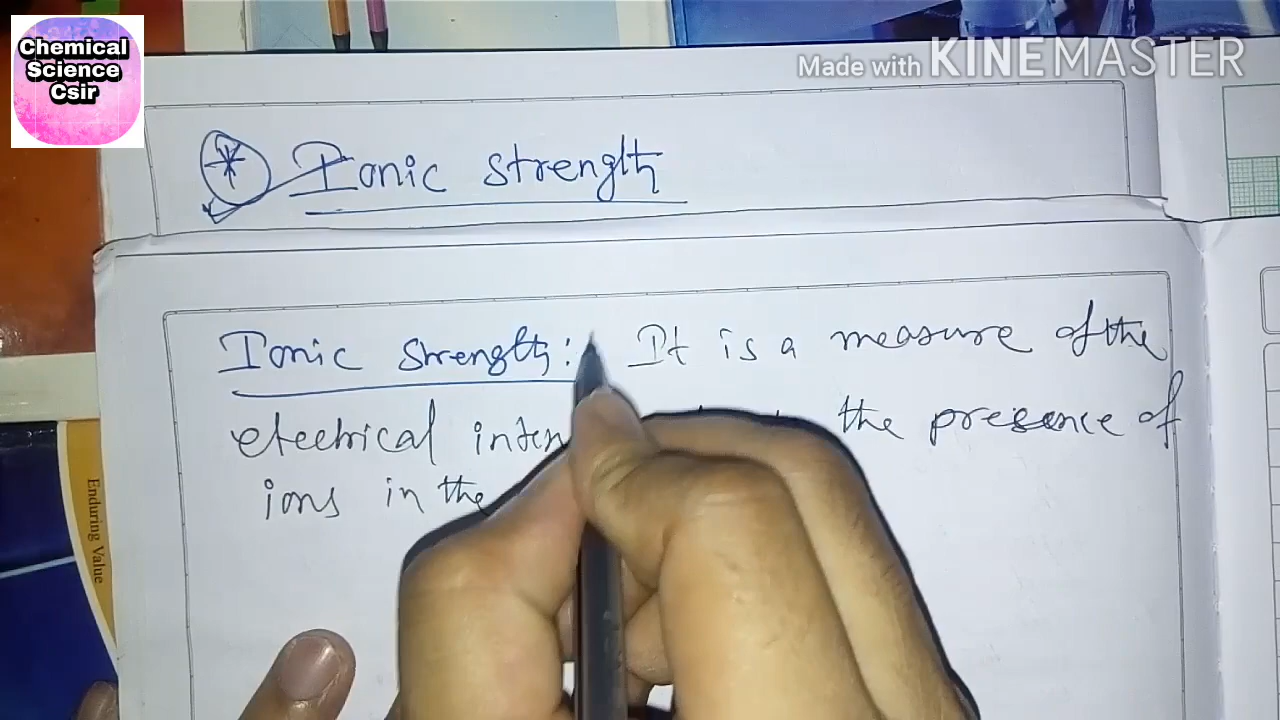 Chemical
Science
Csir
Made with KINEMASTER
* Ionic strength
Ionic strength: It is a measure of the
electrical the presence of
ions in the
Enduring Value